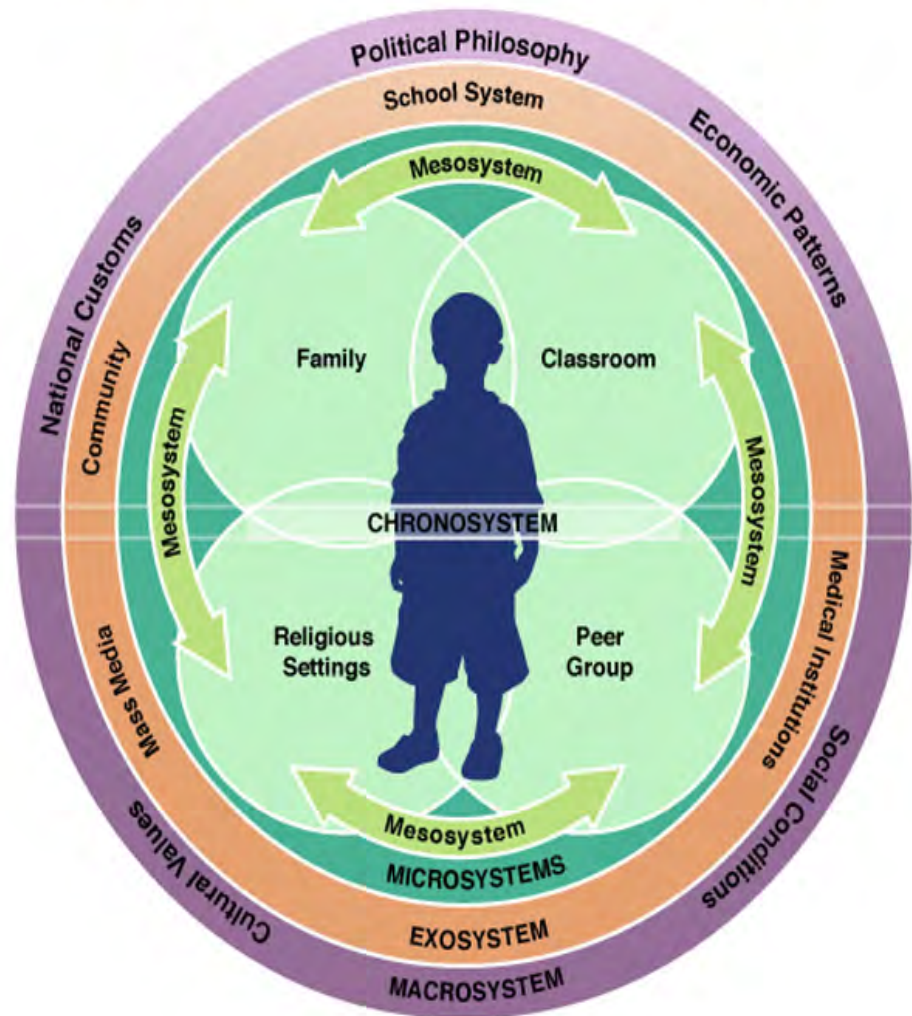 Political Philosophy
School System
Economic Patterns
National Customs
Community
Mesosystem
Family
Classroom
Mesosystem
Mesosystem
CHRONOSYSTEM
Religious
Settings
Peer
Group
Mass Media
Medical Institutions
Cultural Values
Social Conditions
Mesosystem
MICROSYSTEMS
EXOSYSTEM
MACROSYSTEM